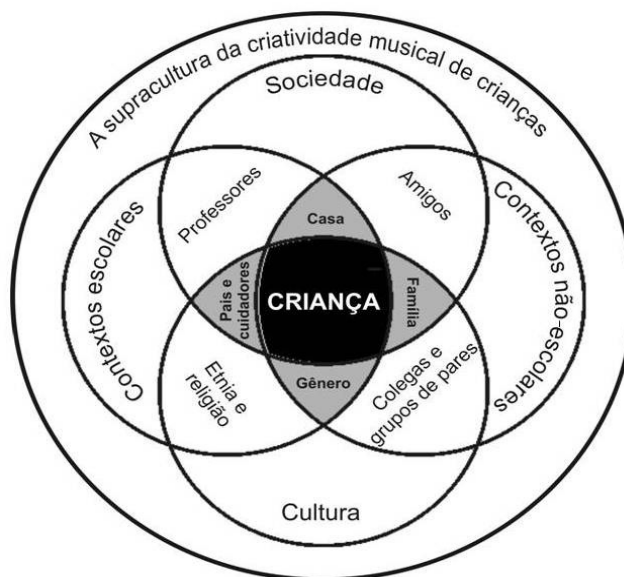 A supracultura da criatividade musical de crianças
Sociedade
Professores
Amigos
Contextos escolares
Contextos não-escolares
Casa
Pais e
cuidadores
CRIANÇA
Família
Gênero
Etnia e
religião
Colegas e
grupos de pares
Cultura